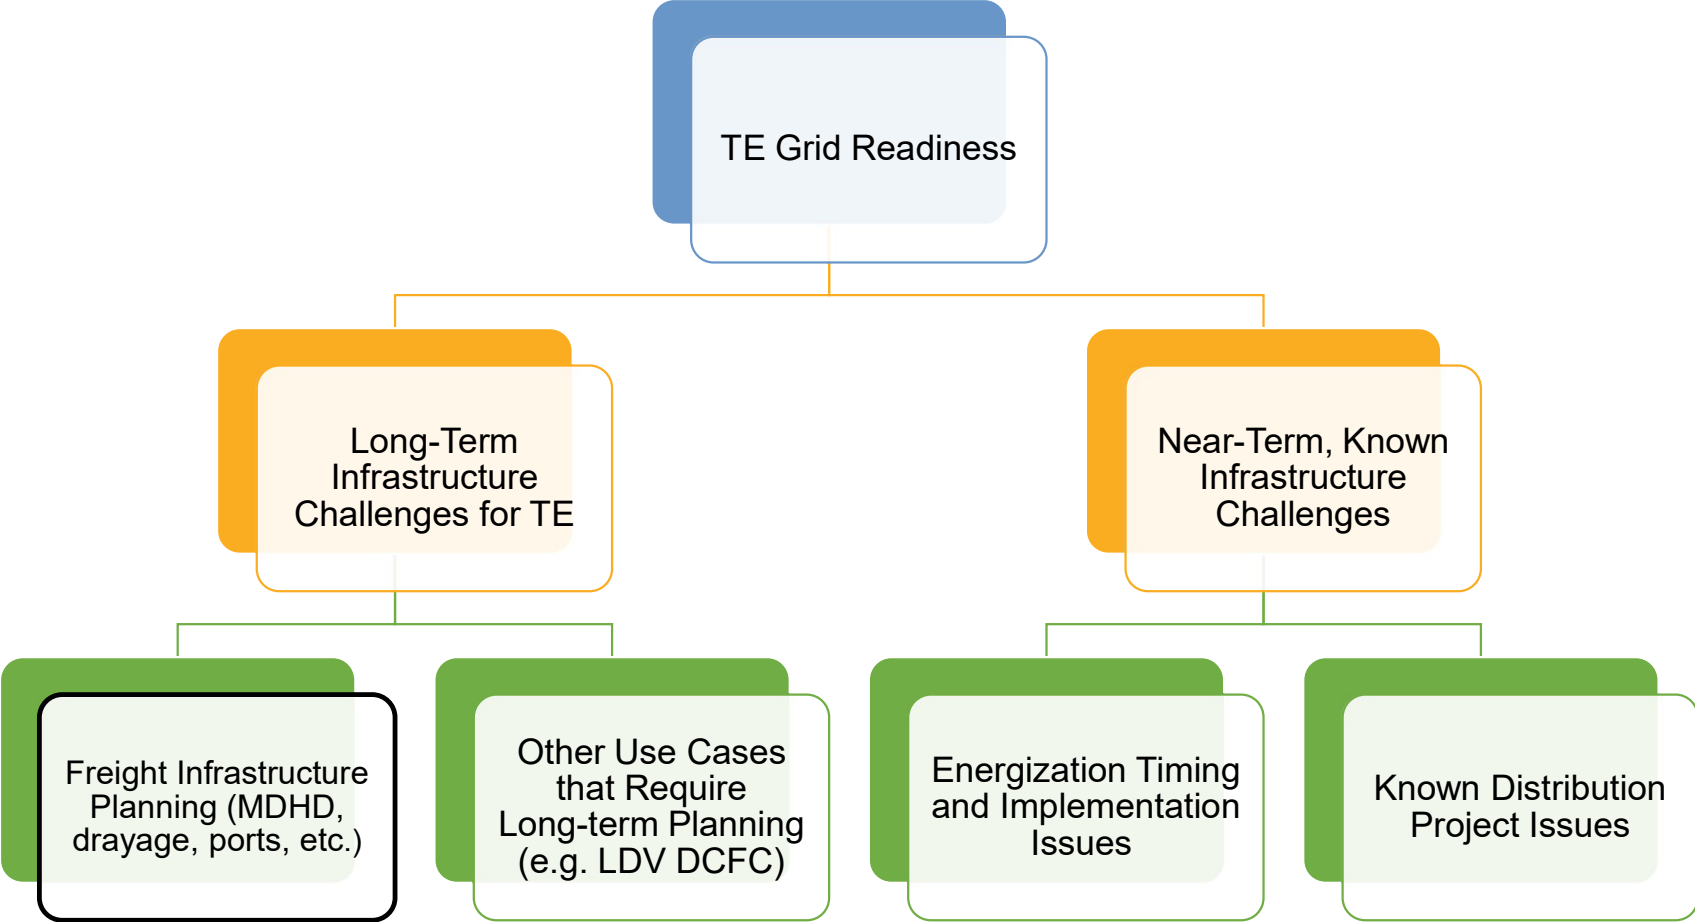 TE Grid Readiness
Long-Term
Infrastructure
Challenges for TE
Near-Term, Known
Infrastructure
Challenges
Freight Infrastructure
Planning (MDHD,
drayage, ports, etc.)
Other Use Cases
that Require
Long-term Planning
(e.g. LDV DCFC)
Energization Timing
and Implementation
Issues
Known Distribution
Project Issues